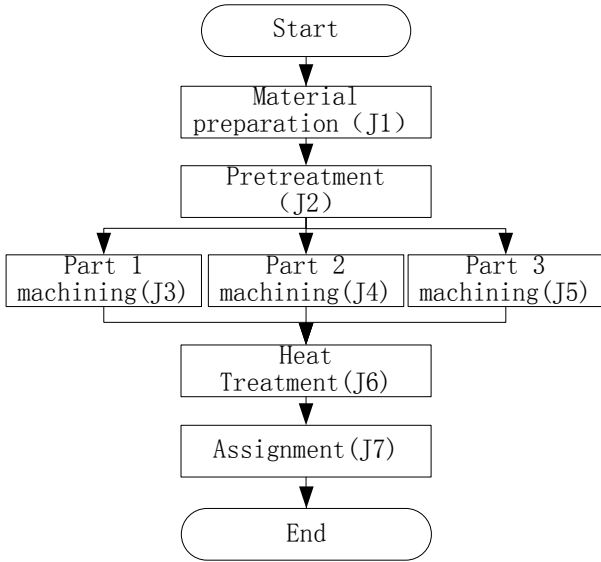 Start
Material
preparation（J1）
Pretreatment
（J2）
Part 1
machining(J3)
Part 2
machining(J4)
Part 3
machining(J5)
Heat
Treatment(J6)
Assignment(J7)
End